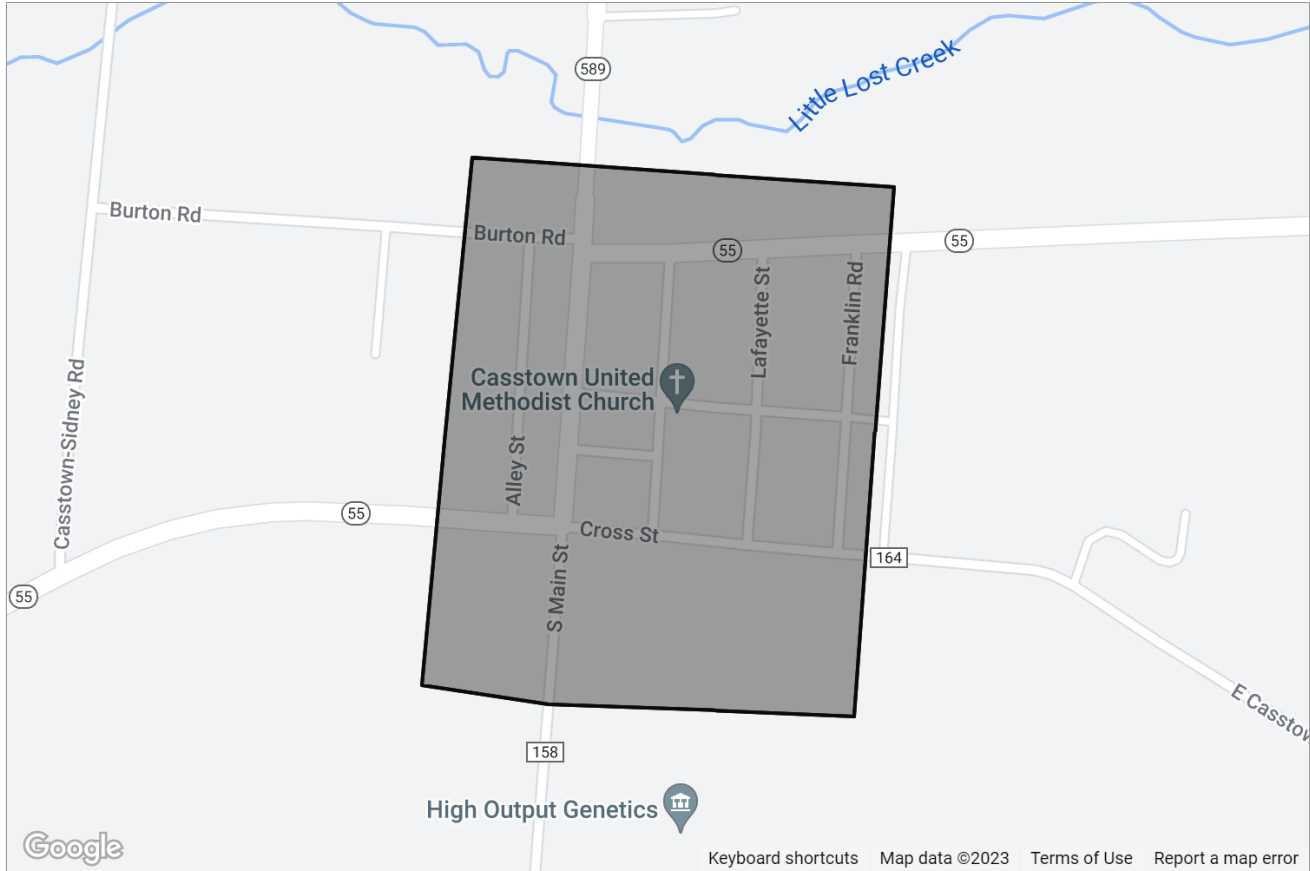 589
Little Lost Creek
Burton Rd
Burton Rd
55
55
Lafayette St
Franklin Rd
Casstown United
Methodist Church
Casstown-Sidney Rd
Alley St
55
Cross St
164
S Main St
55
E Casstow
158
High Output Genetics
Google
Keyboard shortcuts Map data ©2023 Terms of Use Report a map error